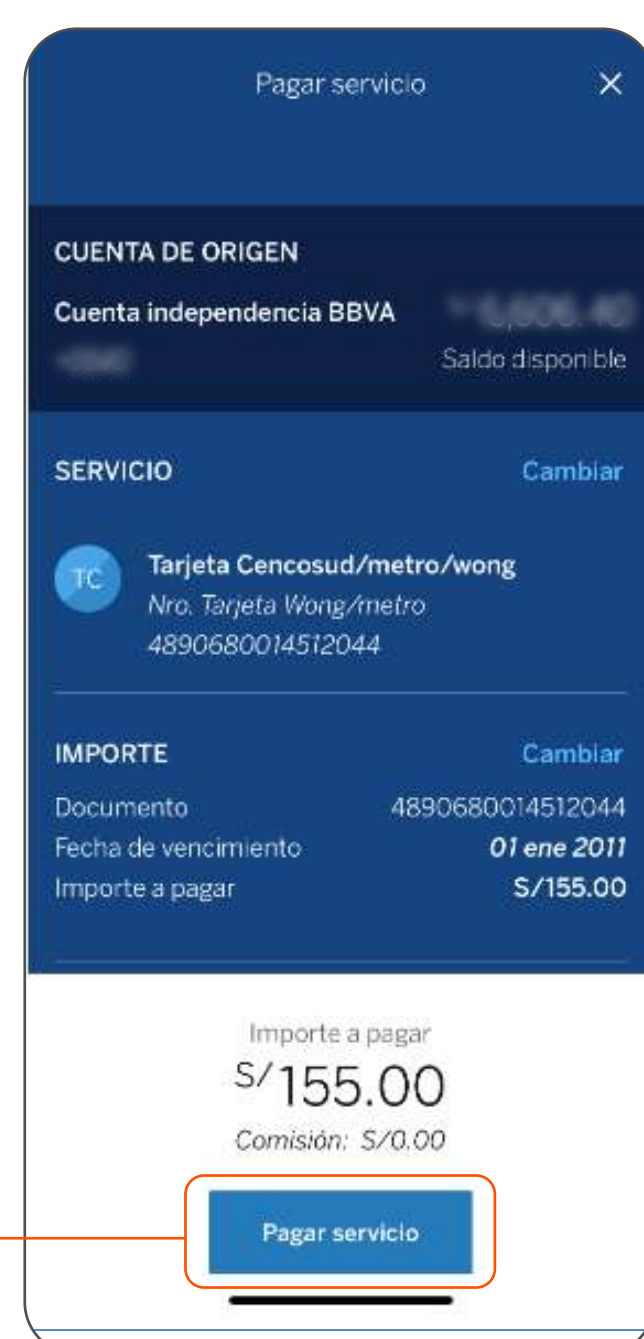 Pagar servicio
CUENTA DE ORIGEN
Cuenta independencia BBVA
Saldo disponible
SERVICIO Cambiar
TC
Tarjeta Cencosud/metro/wong
Nro. Tarjeta Wong/metro
4890680014512044
IMPORTE Cambiar
Documento 4890680014512044
Fecha de vencimiento 01 ene 2011
Importe a pagar S/155.00
Importe a pagar
S/155.00
Comisión: S/0.00
Pagar servicio